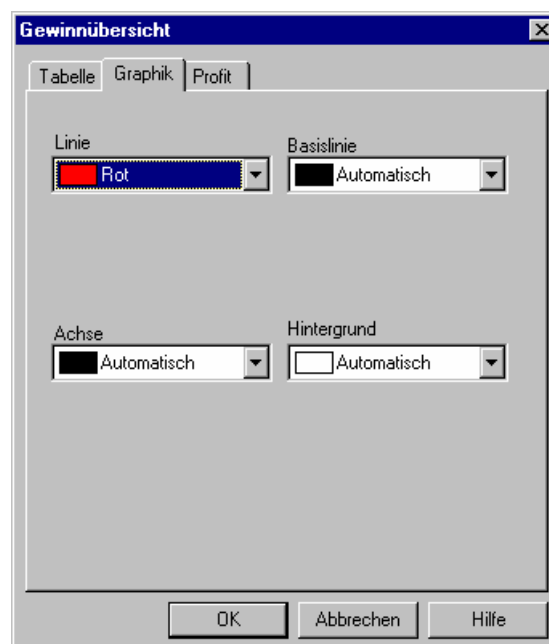 Gewinnübersicht
Tabelle Graphik Profit
Linie Basislinie
Rot Automatisch
Achse Hintergrund
Automatisch Automatisch
OK Abbrechen Hilfe